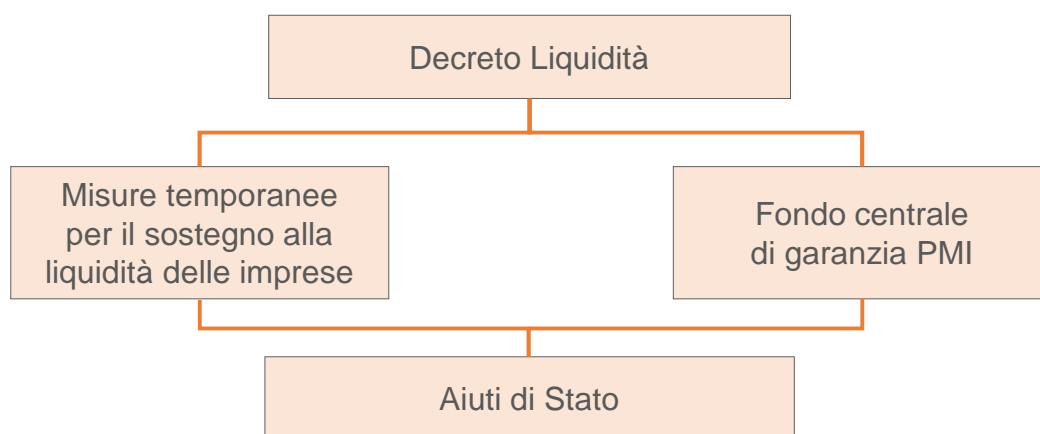 Decreto Liquidità
Misure temporanee
per il sostegno alla
liquidità delle imprese
Fondo centrale
di garanzia PMI
Aiuti di Stato